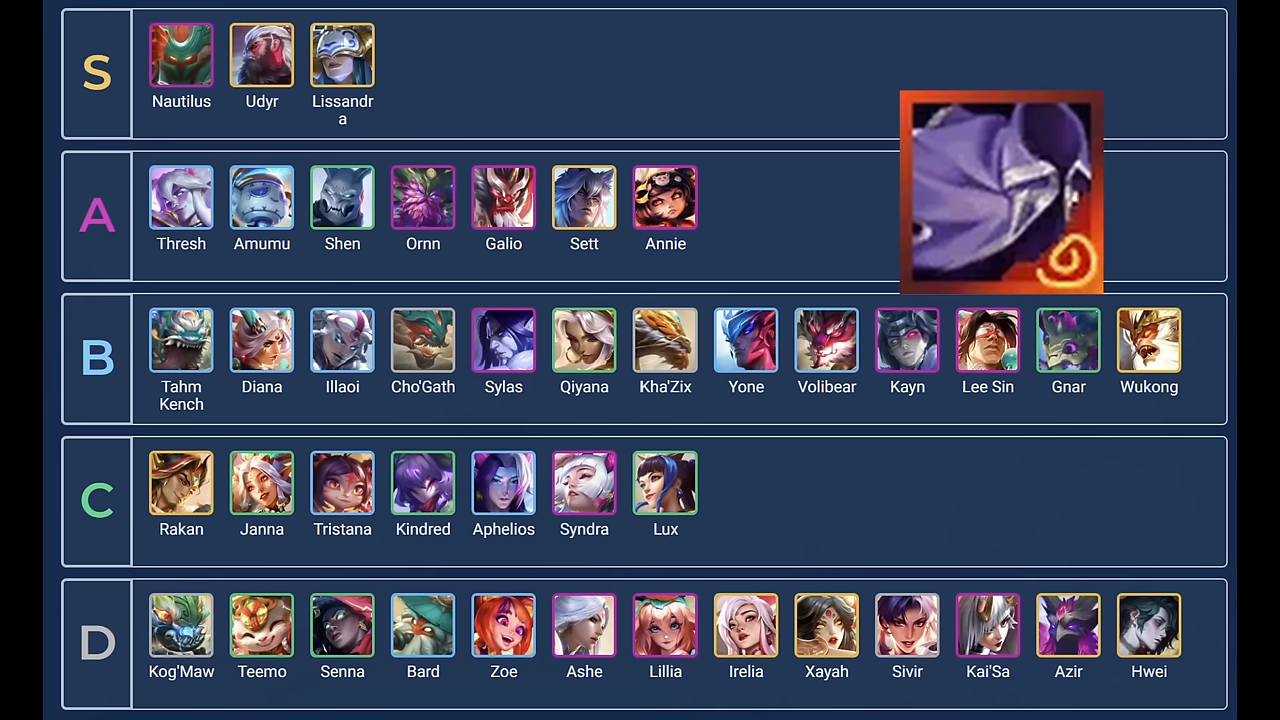 S
Nautilus
Udyr
Lissandr
a
A
Thresh
Amumu
Shen
Ornn
Galio
Sett
Annie
B
Tahm
Kench
Diana
Illaoi
Cho'Gath
Sylas
Qiyana
Kha'Zix
Yone
Volibear
Kayn
Lee Sin
Gnar
Wukong
C
Rakan
Janna
Tristana
Kindred
Aphelios
Syndra
Lux
D
Kog'Maw
Teemo
Senna
Bard
Zoe
Ashe
Lillia
Irelia
Xayah
Sivir
Kai'Sa
Azir
Hwei